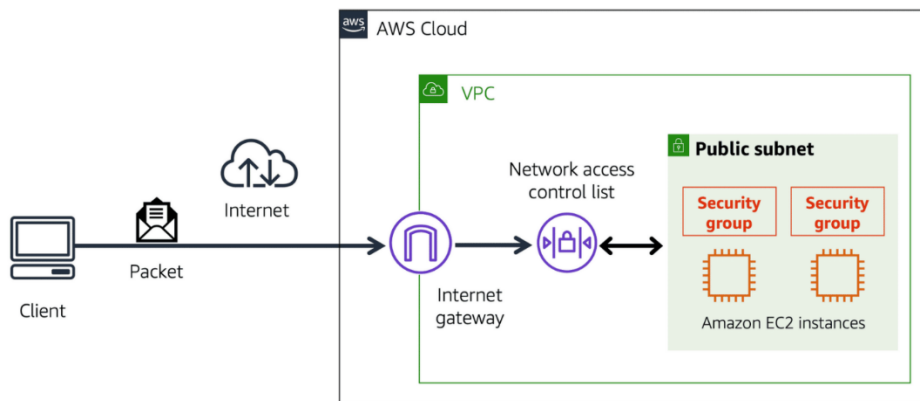 aws
AWS Cloud
VPC
Public subnet
Network access
control list
Security
group
Security
group
Internet
Packet
Client
Internet
gateway
Amazon EC2 instances